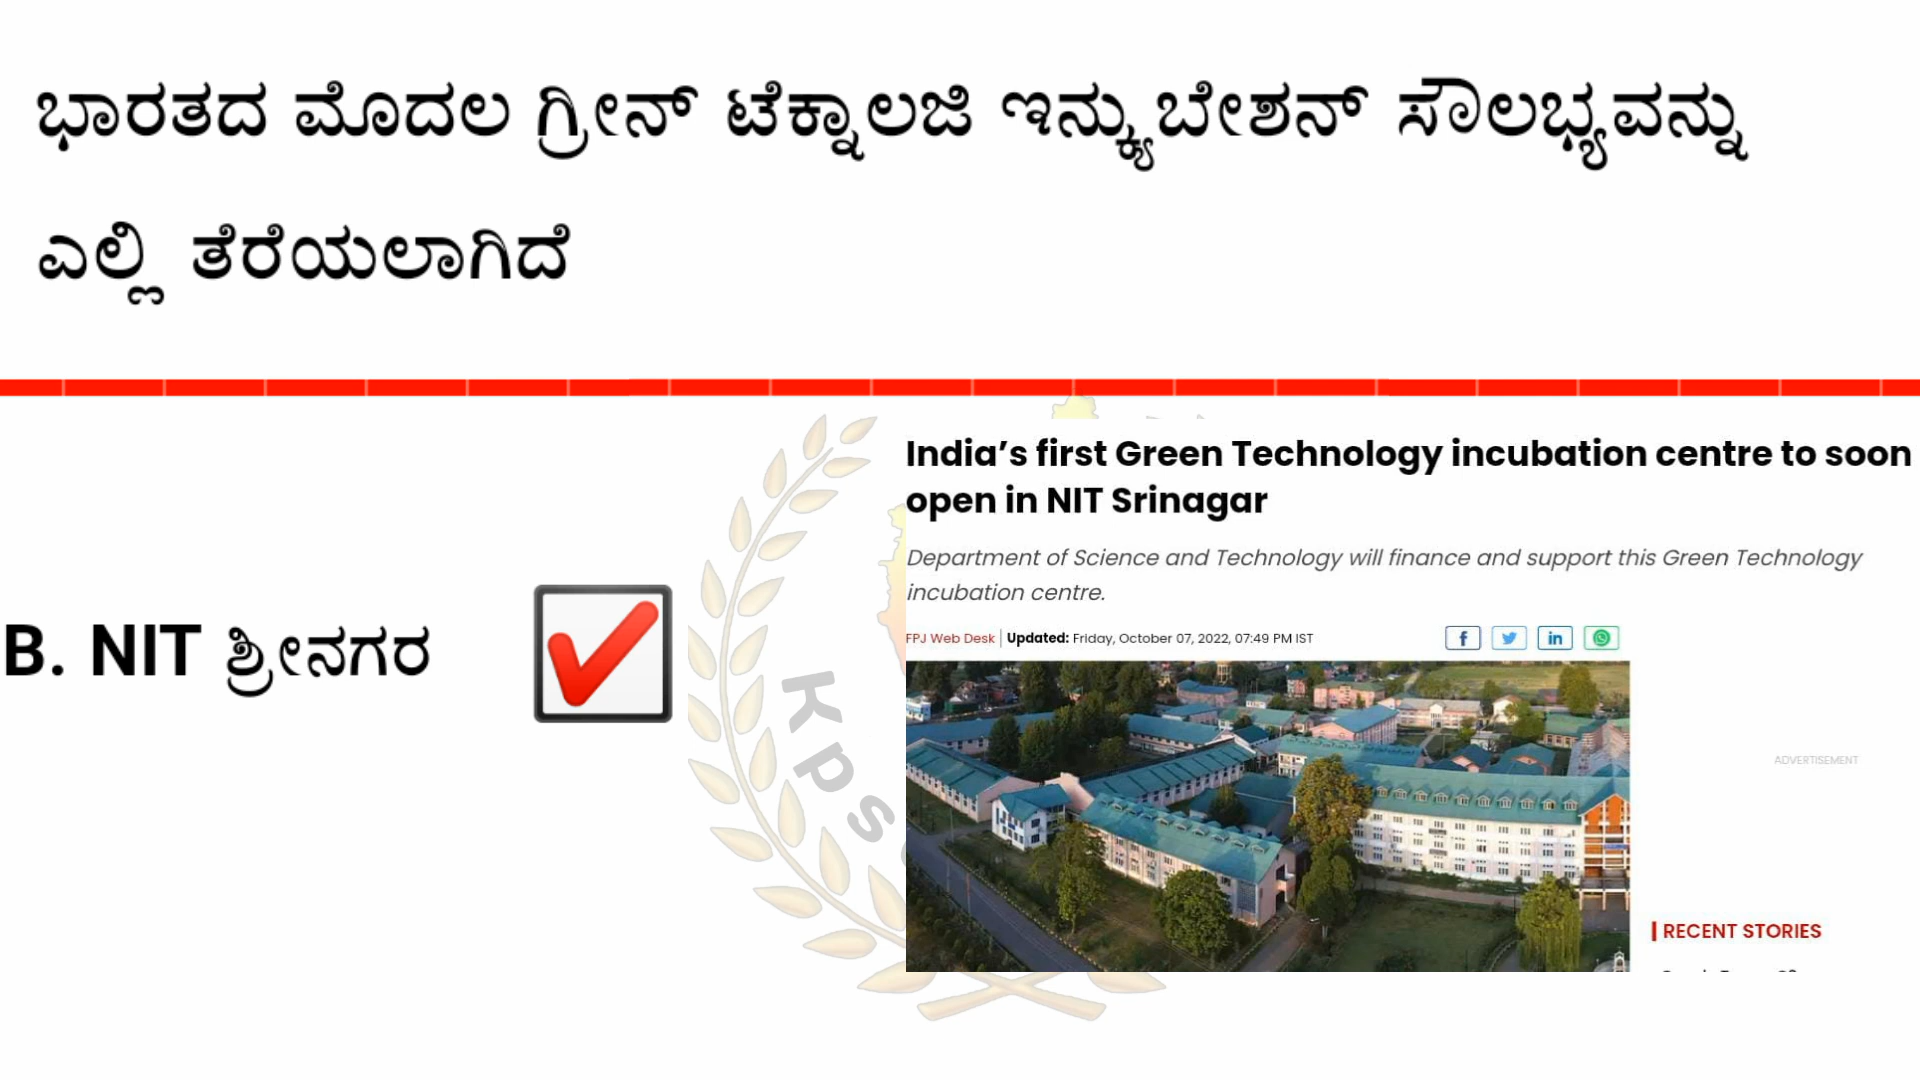 ಭಾರತದ ಮೊದಲ ಗ್ರೀನ್ ಟೆಕ್ನಾಲಜಿ ಇನ್ಕ್ಯುಬೇಶನ್ ಸೌಲಭ್ಯವನ್ನು
ಎಲ್ಲಿ ತೆರೆಯಲಾಗಿದೆ
B. NIT ಶ್ರೀನಗರ
India’s first Green Technology incubation centre to soon
open in NIT Srinagar
Department of Science and Technology will finance and support this Green Technology
incubation centre.
FPJ Web Desk | Updated: Friday, October 07, 2022, 07:49 PM IST
ADVERTISEMENT
RECENT STORIES
Kps